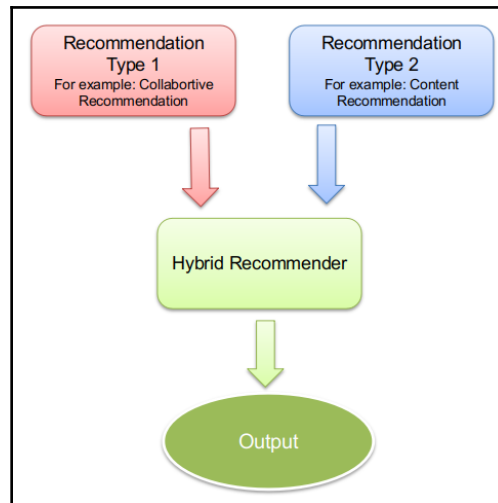 Recommendation
Type 1
For example: Collabortive
Recommendation
Recommendation
Type 2
For example: Content
Recommendation
Hybrid Recommender
Output